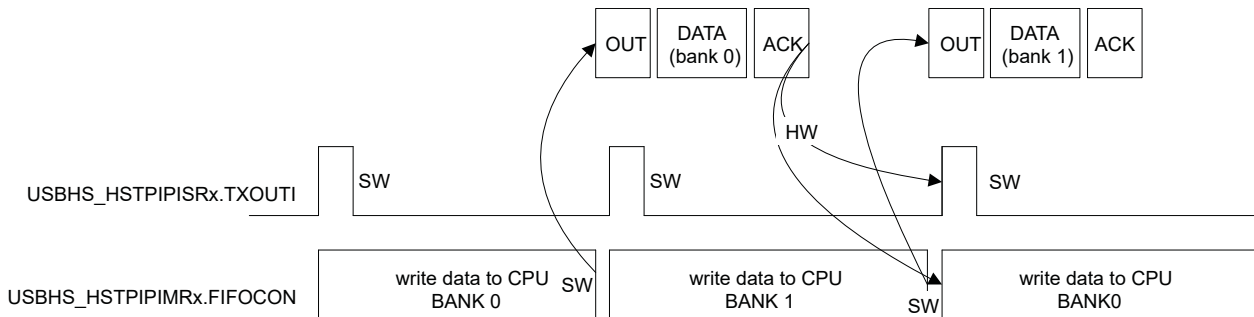 OUT DATA (bank 0) ACK OUT DATA (bank 1) ACK
HW
USBHS_HSTPIPISRx.TXOUTI SW SW SW
write data to CPU BANK 0 SW write data to CPU BANK 1 SW write data to CPU BANK0
USBHS_HSTPIPIMRx.FIFOCON